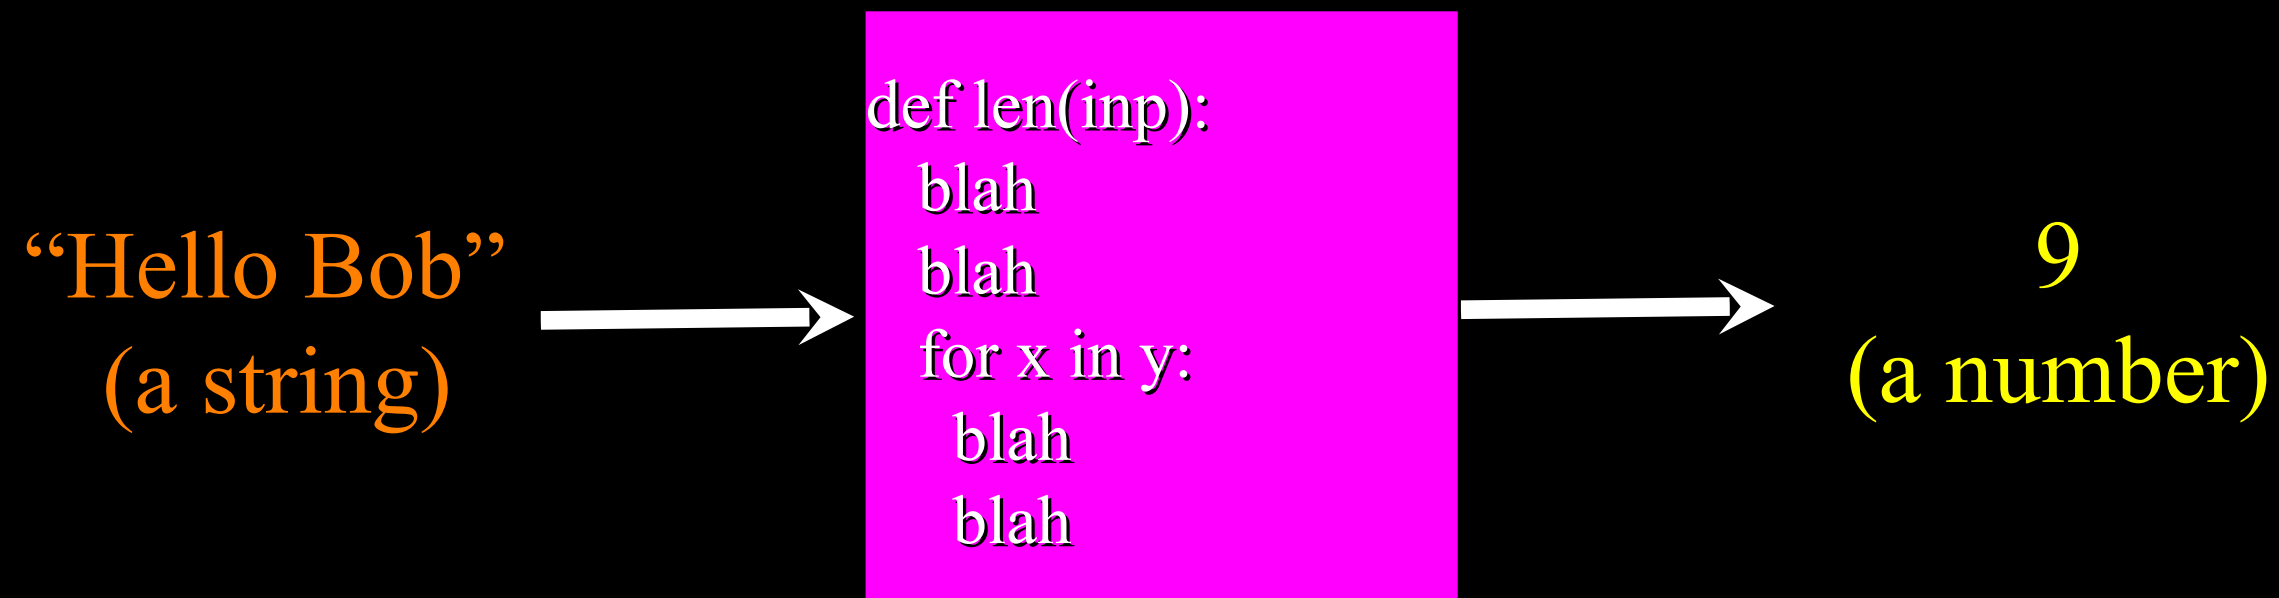 “Hello Bob”
(a string)
def len(inp):
blah
blah
for x in y:
blah
blah
9
(a number)